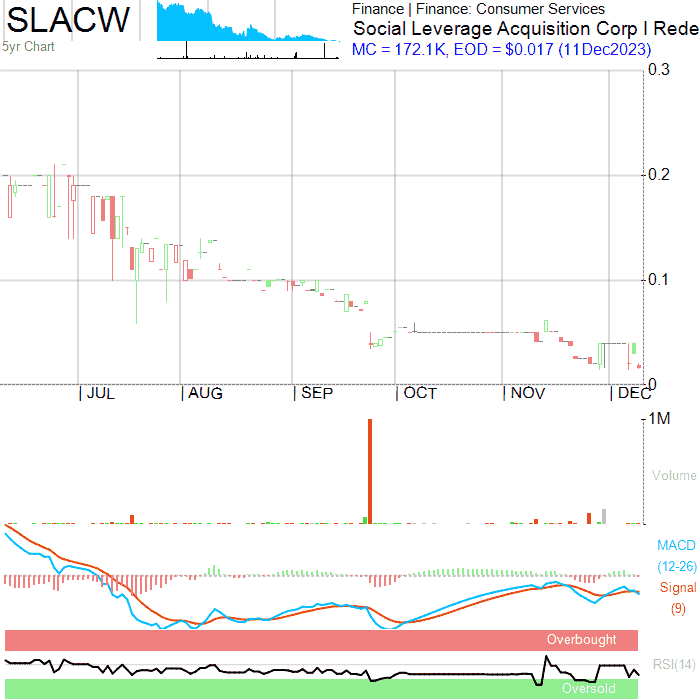 SLACW
5yr Chart
Finance | Finance: Consumer Services
Social Leverage Acquisition Corp I Rede
MC = 172.1K, EOD = $0.017 (11Dec2023)
0.3
0.2
0.1
0
JUL
AUG
SEP
OCT
NOV
DEC
1M
Volume
MACD
(12-26)
Signal
(9)
Overbought
RSI(14)
Oversold